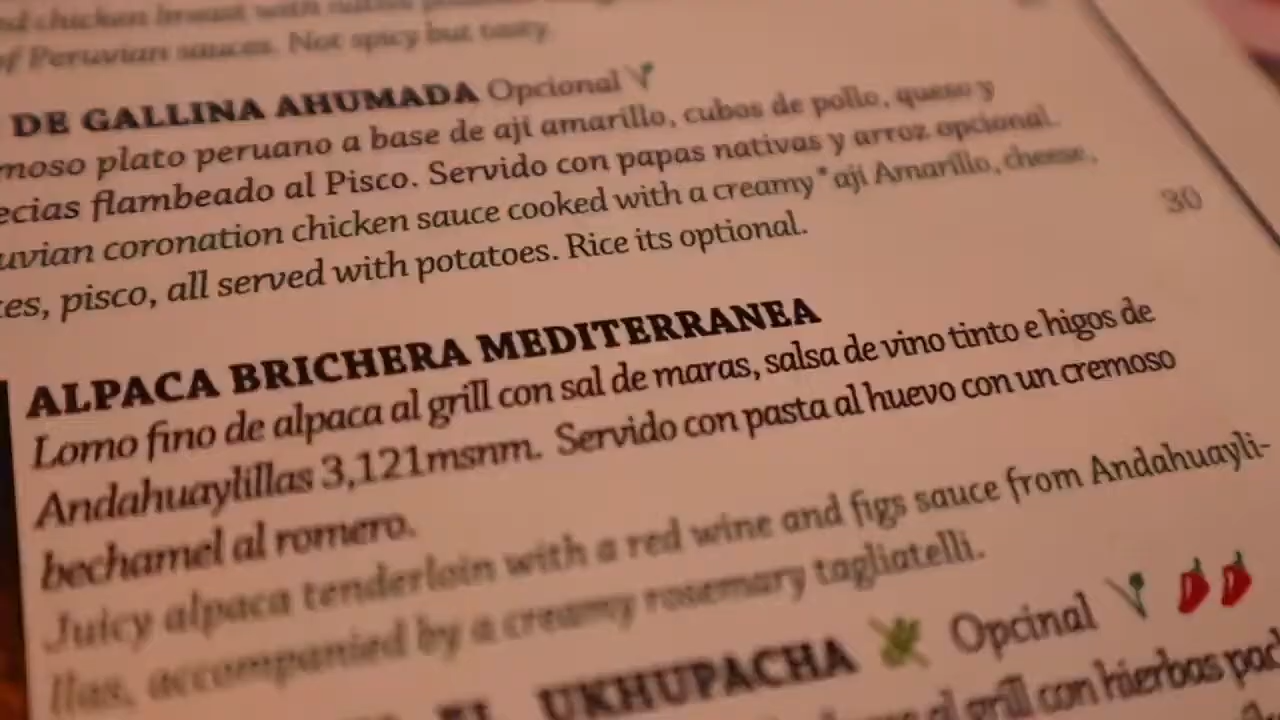 chicken breast with
of Peruvian sauces. Not spicy but tasty.
DE GALLINA AHUMADA Opcional
moso plato peruano a base de ají amarillo, cubos de pollo, queso y
ecias flambeado al Pisco. Servido con papas nativas y arroz opcional.
uvian coronation chicken sauce cooked with a creamy * ají Amarillo, cheese,
30
es, pisco, all served with potatoes. Rice its optional.
ALPACA BRICHERA MEDITERRANEA
Lomo fino de alpaca al grill con sal de maras, salsa de vino tinto e higos de
Andahuaylillas 3,121msnm. Servido con pasta al huevo con un cremoso
bechamel al romero.
Juicy alpaca tenderloin with a red wine and figs sauce from Andahuayli-
llas, accompanied by a creamy rosemary tagliatelli.
EL UKHUPACHA Opcinal
al grill con hierbas